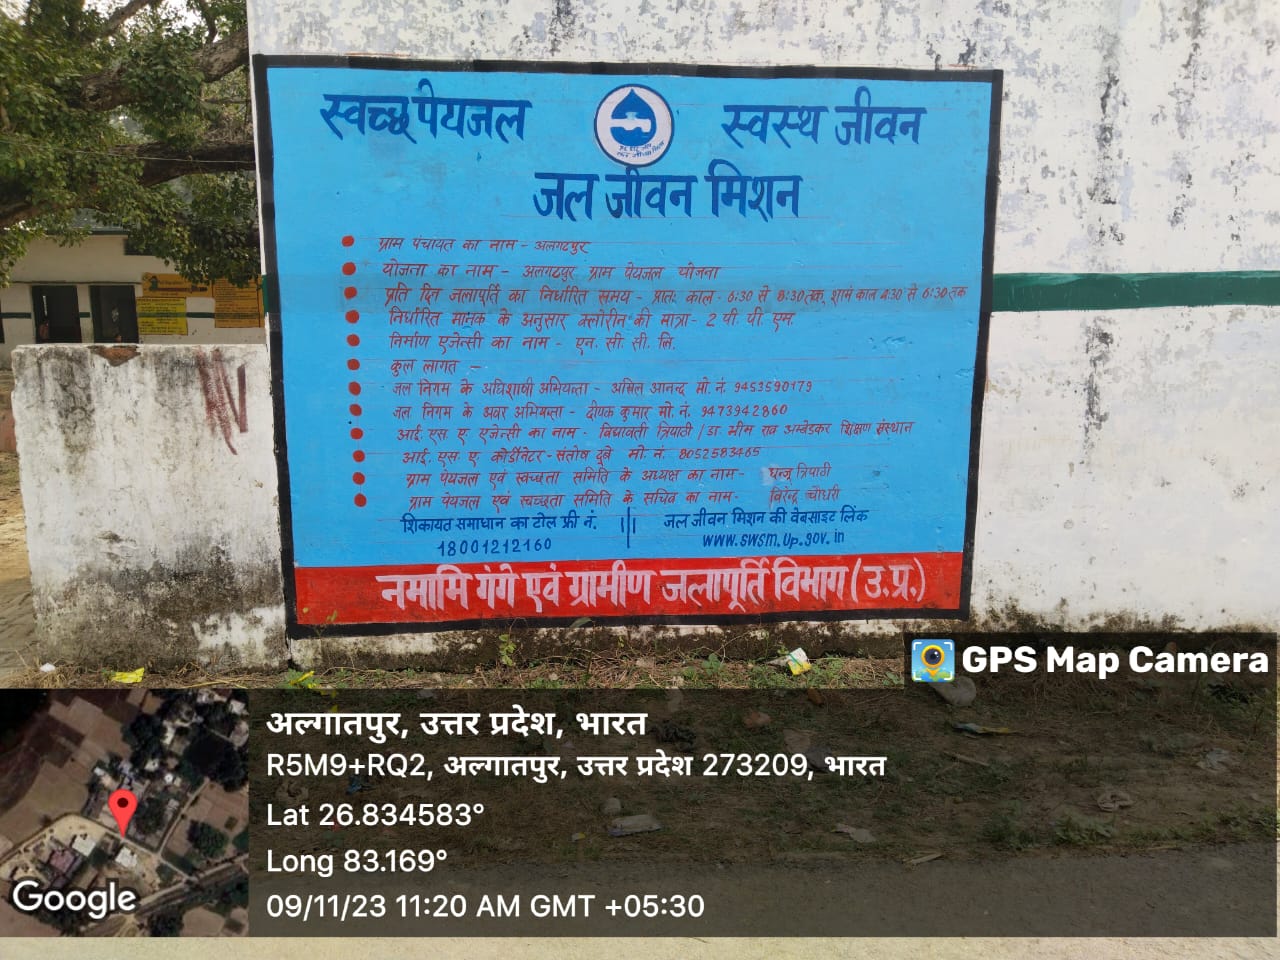 स्वच्छ पेयजल
स्वस्थ जीवन
जल जीवन मिशन
ग्राम पंचायत का नाम - अलगटपुर
योजना का नाम - अलगटपुर ग्राम पेयजल योजना
प्रति दिन जलापूर्ति का निर्धारित समय - प्रातः काल - 6:30 से 8:30 तक, शाम काल 4:30 से 6:30 तक
निर्धारित मानक के अनुसार क्लोरीन की मात्रा - 2 पी. पी. एम.
निर्माण एजेन्सी का नाम - एन. सी. सी. लि.
कुल लागत :-
जल निगम के अधिशाषी अभियन्ता - अखिल आनन्द मो. नं. 9453590179
जल निगम के अवर अभियन्ता - दीपक कुमार मो. नं. 9473942860
आई. एस. ए. एजेन्सी का नाम - विद्यावती त्रिपाठी / डा. भीम राव अम्बेडकर शिक्षण संस्थान
आई. एस. ए. कोर्डीनेटर - संतोष दूबे मो. नं. 8052583465
ग्राम पेयजल एवं स्वच्छता समिति के अध्यक्ष का नाम - त्रिपाठी
ग्राम पेयजल एवं स्वच्छता समिति के सचिव का नाम - विरेन्द्र चौधरी
शिकायत समाधान का टोल फ्री नं.
18001212160
जल जीवन मिशन की वेबसाइट लिंक
www.swsm.up.gov.in
नमामि गंगे एवं ग्रामीण जलापूर्ति विभाग (उ.प्र.)
GPS Map Camera
अल्गातपुर, उत्तर प्रदेश, भारत
R5M9+RQ2, अल्गातपुर, उत्तर प्रदेश 273209, भारत
Lat 26.834583°
Long 83.169°
09/11/23 11:20 AM GMT +05:30
Google